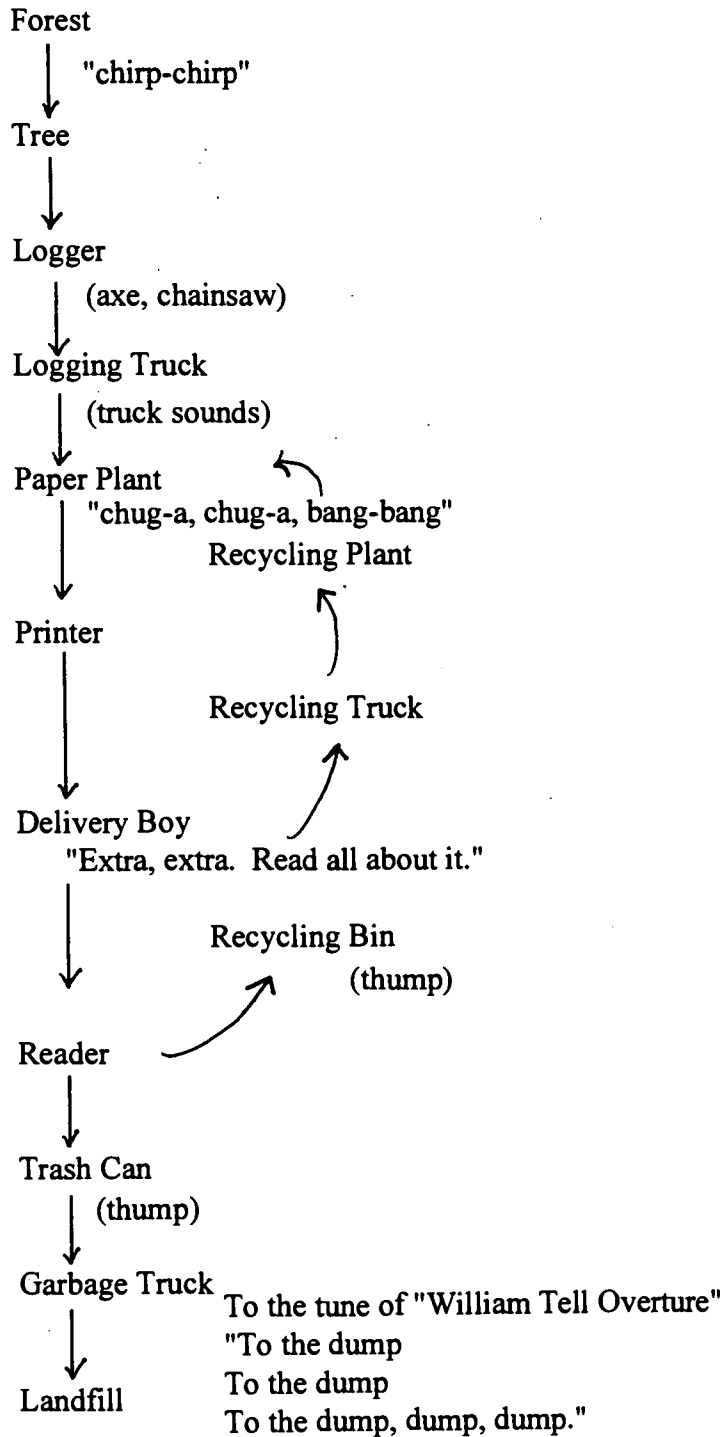 Forest
"chirp-chirp"
Tree
Logger
(axe, chainsaw)
Logging Truck
(truck sounds)
Paper Plant
"chug-a, chug-a, bang-bang"
Recycling Plant
Printer
Recycling Truck
Delivery Boy
"Extra, extra.  Read all about it."
Recycling Bin
(thump)
Reader
Trash Can
(thump)
Garbage Truck
To the tune of "William Tell Overture"
"To the dump
To the dump
Landfill
To the dump, dump, dump."